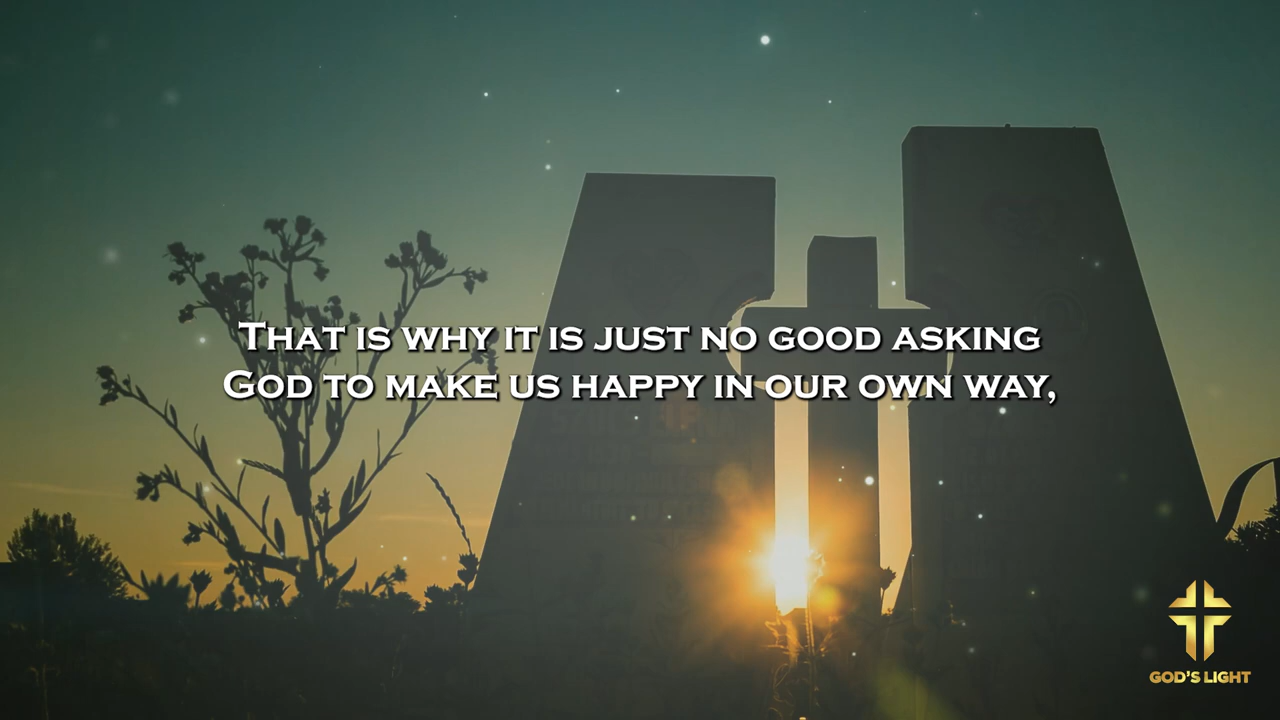 That is why it is just no good asking
God to make us happy in our own way,
GOD'S LIGHT